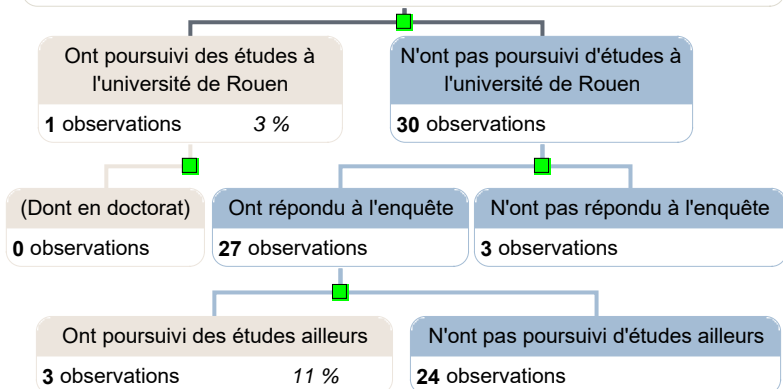 Ont poursuivi des études à
l'université de Rouen
1 observations 3 %
N'ont pas poursuivi d'études à
l'université de Rouen
30 observations
(Dont en doctorat)
0 observations
Ont répondu à l'enquête
27 observations
N'ont pas répondu à l'enquête
3 observations
Ont poursuivi des études ailleurs
3 observations 11 %
N'ont pas poursuivi d'études ailleurs
24 observations